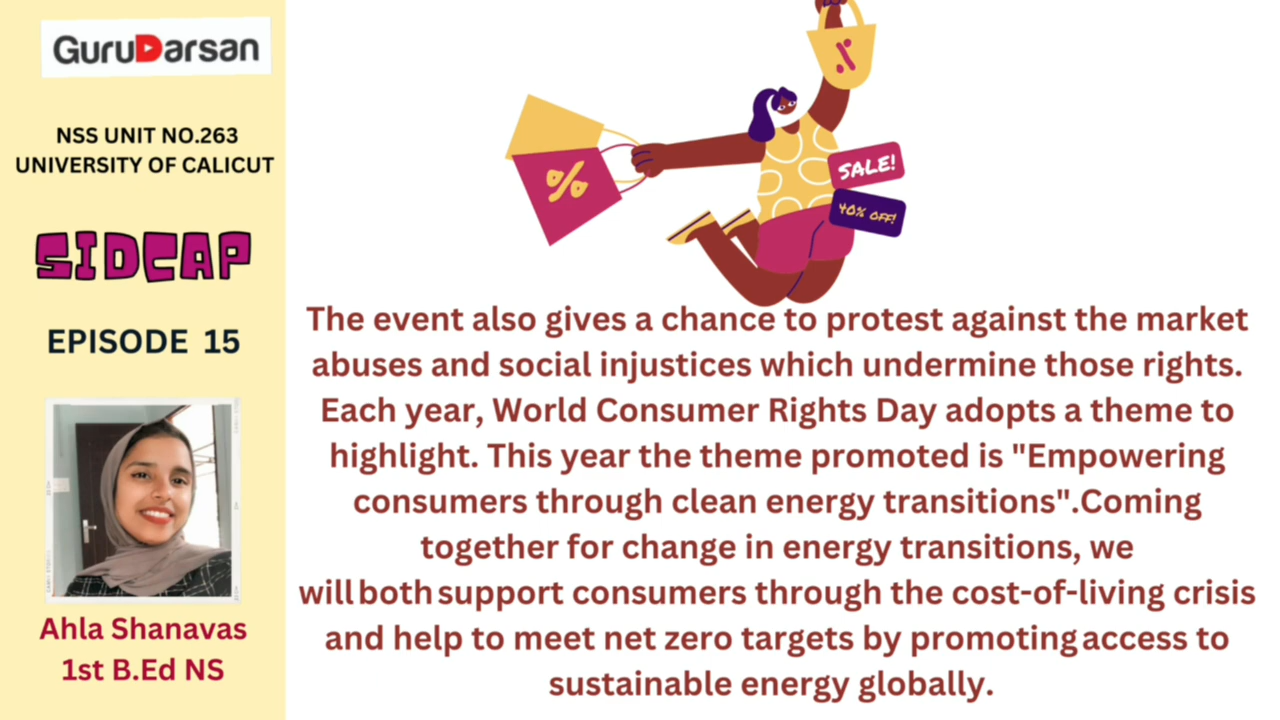 GuruDarsan
NSS UNIT NO.263
UNIVERSITY OF CALICUT
SIDCAP
EPISODE 15
Ahla Shanavas
1st B.Ed NS
%
%
SALE!
40% OFF!
The event also gives a chance to protest against the market
abuses and social injustices which undermine those rights.
Each year, World Consumer Rights Day adopts a theme to
highlight. This year the theme promoted is "Empowering
consumers through clean energy transitions".Coming
together for change in energy transitions, we
will both support consumers through the cost-of-living crisis
and help to meet net zero targets by promoting access to
sustainable energy globally.